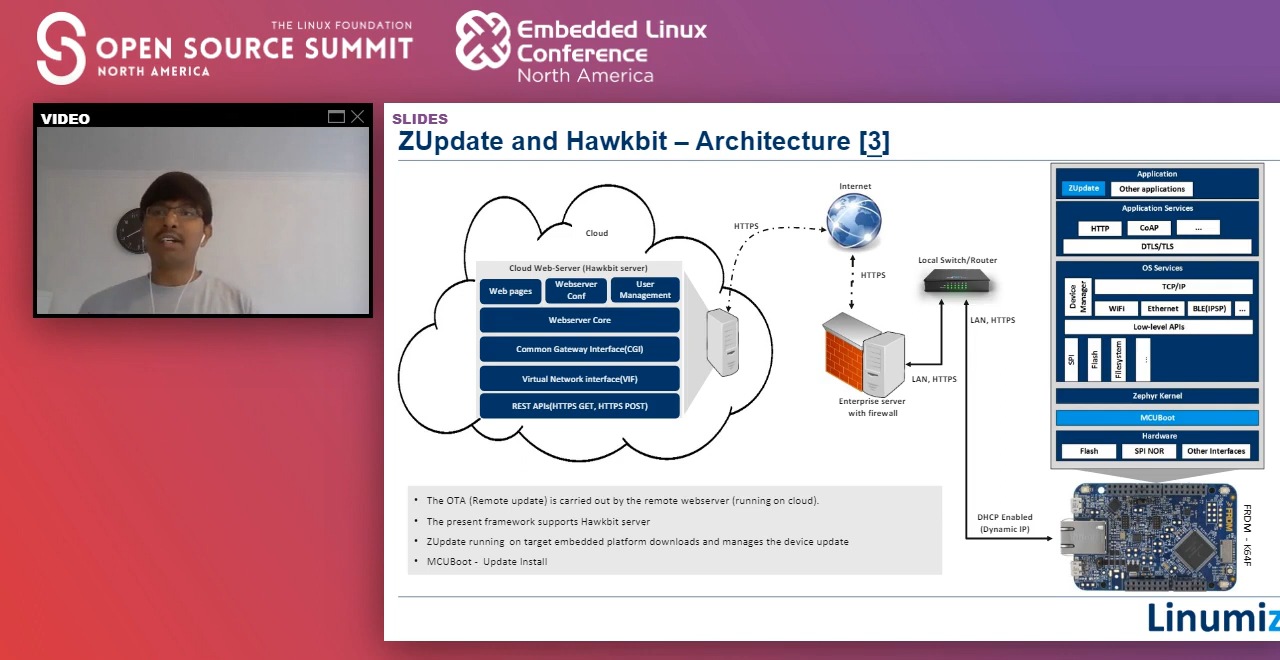 THE LINUX FOUNDATION
OPEN SOURCE SUMMIT
NORTH AMERICA
Embedded Linux
Conference
North America
VIDEO
SLIDES
ZUpdate and Hawkbit – Architecture [3]
Cloud
Cloud Web-Server (Hawkbit server)
Web pages
Webserver
Conf
User
Management
Webserver Core
Common Gateway Interface(CGI)
Virtual Network interface(VIF)
REST APIs(HTTPS GET, HTTPS POST)
HTTPS
Internet
HTTPS
Enterprise server
with firewall
Local Switch/Router
LAN, HTTPS
LAN, HTTPS
DHCP Enabled
(Dynamic IP)
Application
ZUpdate
Other applications
Application Services
HTTP
CoAP
...
DTLS/TLS
OS Services
Device
Manager
TCP/IP
WiFi
Ethernet
BLE(IPSP)
...
Low-level APIs
SPI
Flash
Filesystem
...
Zephyr Kernel
MCUBoot
Hardware
Flash
SPI NOR
Other Interfaces
FRDM
FRDM - K64F
• The OTA (Remote update) is carried out by the remote webserver (running on cloud).
• The present framework supports Hawkbit server
• ZUpdate running on target embedded platform downloads and manages the device update
• MCUBoot - Update Install
Linumiz